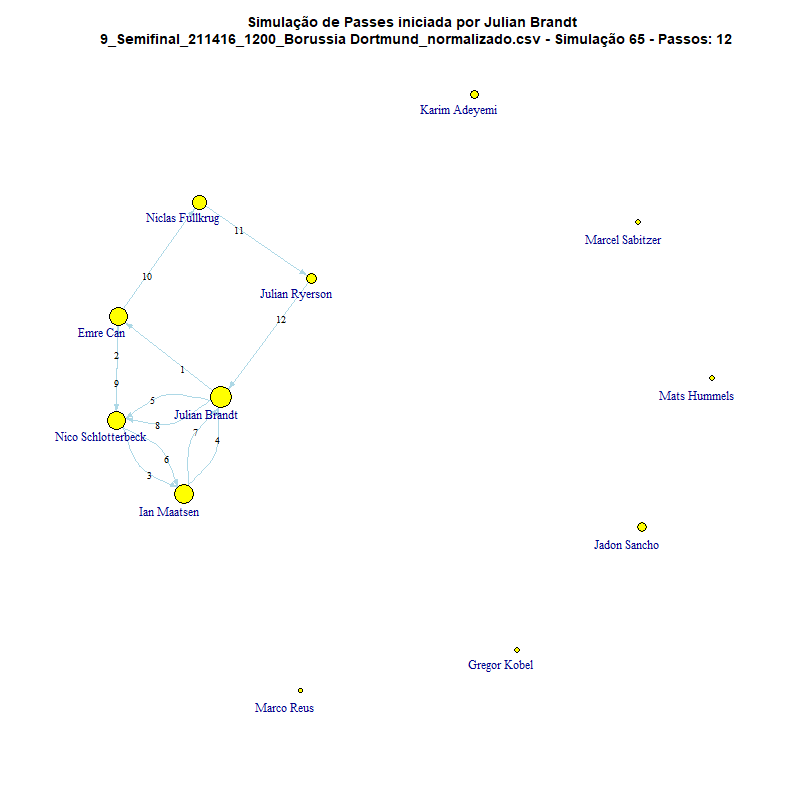 Simulação de Passes iniciada por Julian Brandt
9_Semifinal_211416_1200_Borussia Dortmund_normalizado.csv - Simulação 65 - Passos: 12
Karim Adeyemi
Niclas Fullkrug
11
Marcel Sabitzer
10
Julian Ryerson
12
Emre Can
2
1
9
Mats Hummels
5
Julian Brandt
8
7
Nico Schlotterbeck
4
6
3
Ian Maatsen
Jadon Sancho
Gregor Kobel
Marco Reus